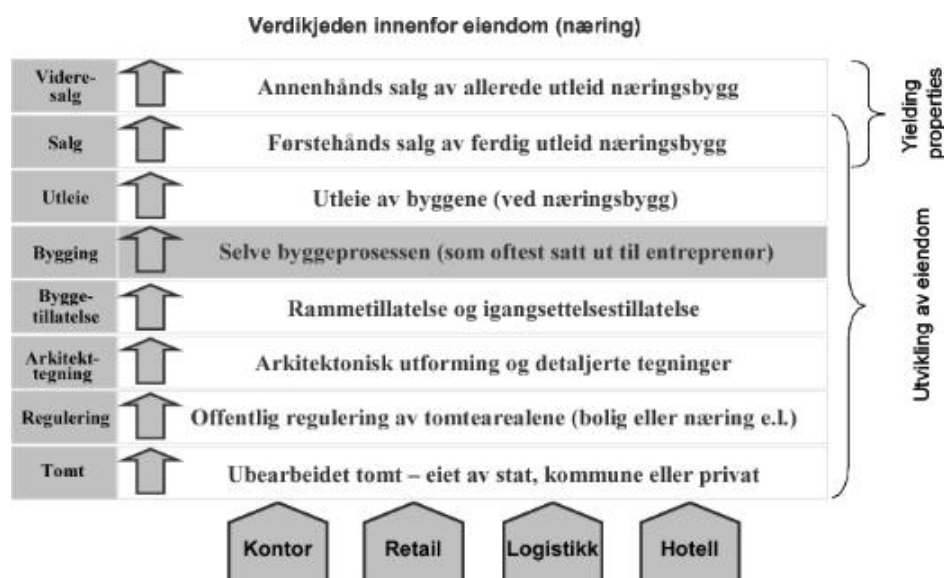 Verdikjeden innenfor eiendom (næring)
Videre-
salg
Annenhånds salg av allerede utleid næringsbygg
Salg
Førstehånds salg av ferdig utleid næringsbygg
Utleie
Utleie av byggene (ved næringsbygg)
Bygging
Selve byggeprosessen (som oftest satt ut til entreprenør)
Bygge-
tillatelse
Rammetillatelse og igangsettelsestillatelse
Arkitekt-
tegning
Arkitektonisk utforming og detaljerte tegninger
Regulering
Offentlig regulering av tomtearealene (bolig eller næring e.l.)
Tomt
Ubearbeidet tomt – eiet av stat, kommune eller privat
Yielding
properties
Utvikling av eiendom
Kontor
Retail
Logistikk
Hotell